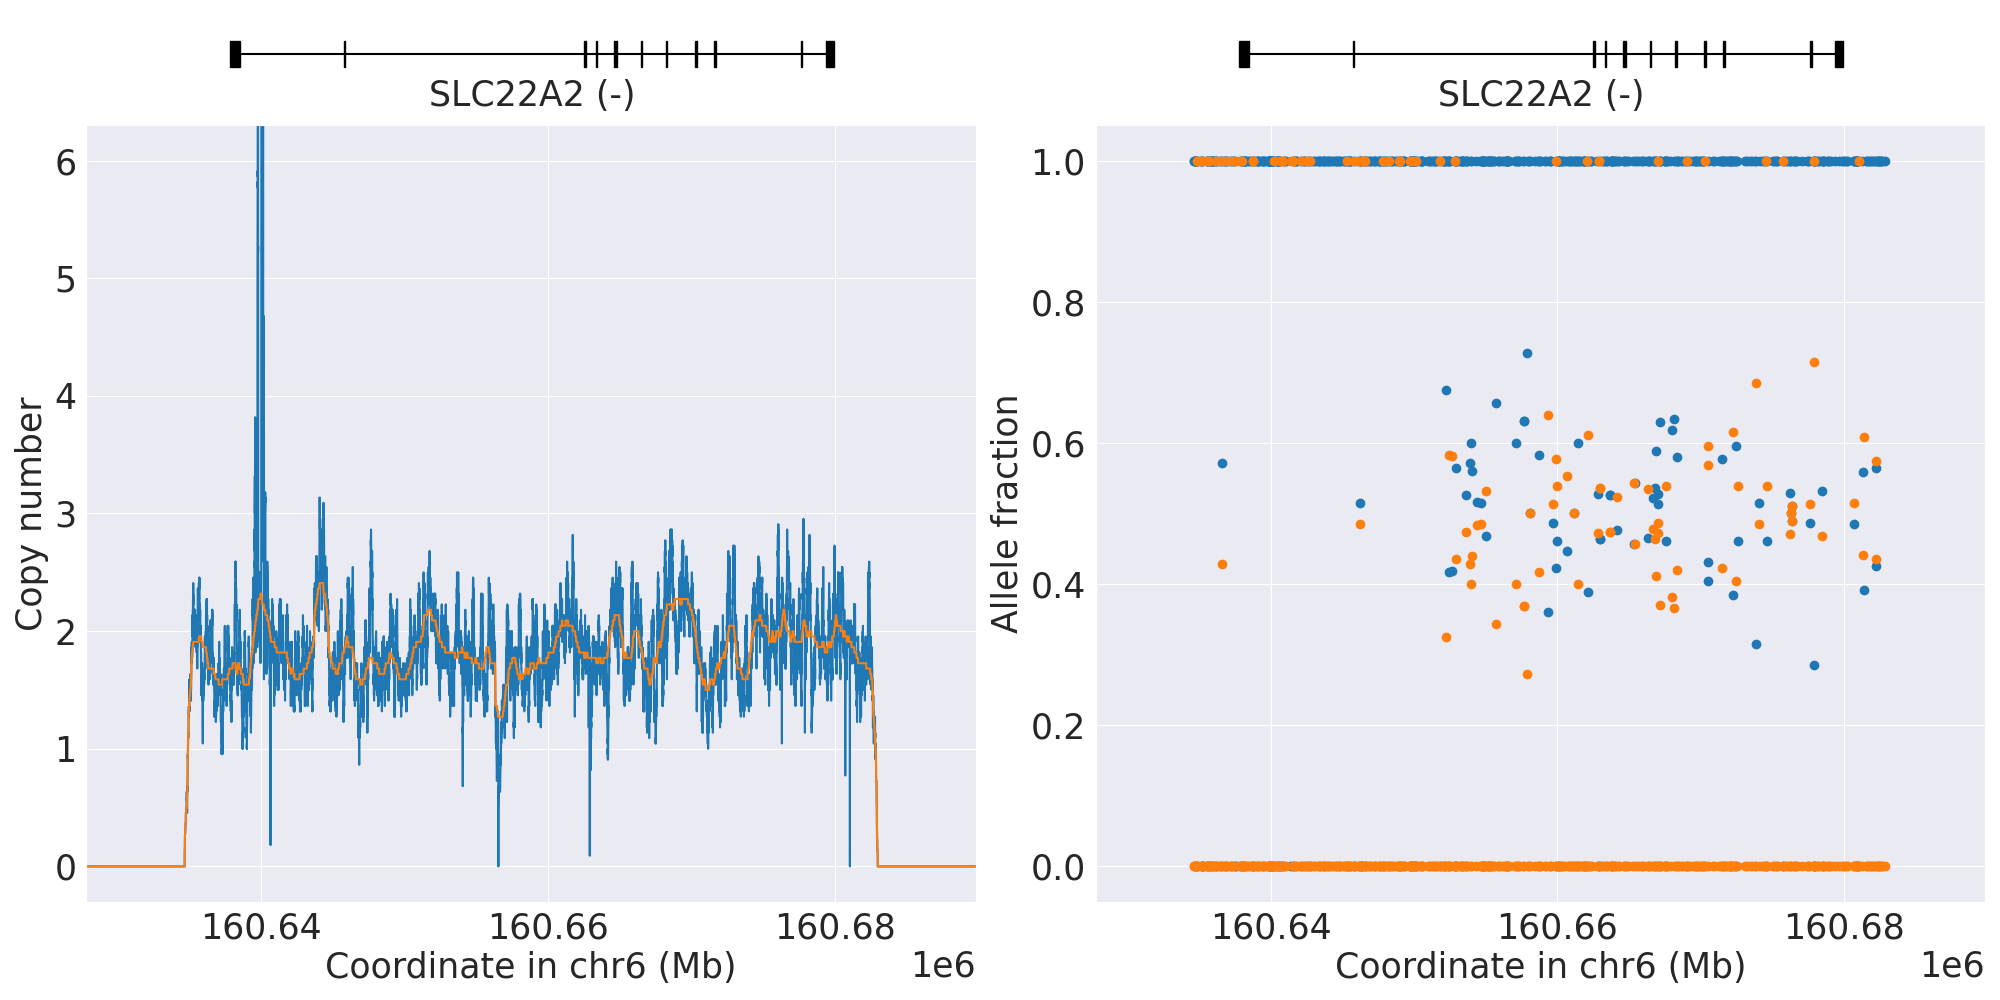 SLC22A2 (-)
6
5
4
3
2
1
0
Copy number
160.64
160.66
160.68
Coordinate in chr6 (Mb)
1e6
SLC22A2 (-)
1.0
0.8
0.6
0.4
0.2
0.0
Allele fraction
160.64
160.66
160.68
Coordinate in chr6 (Mb)
1e6